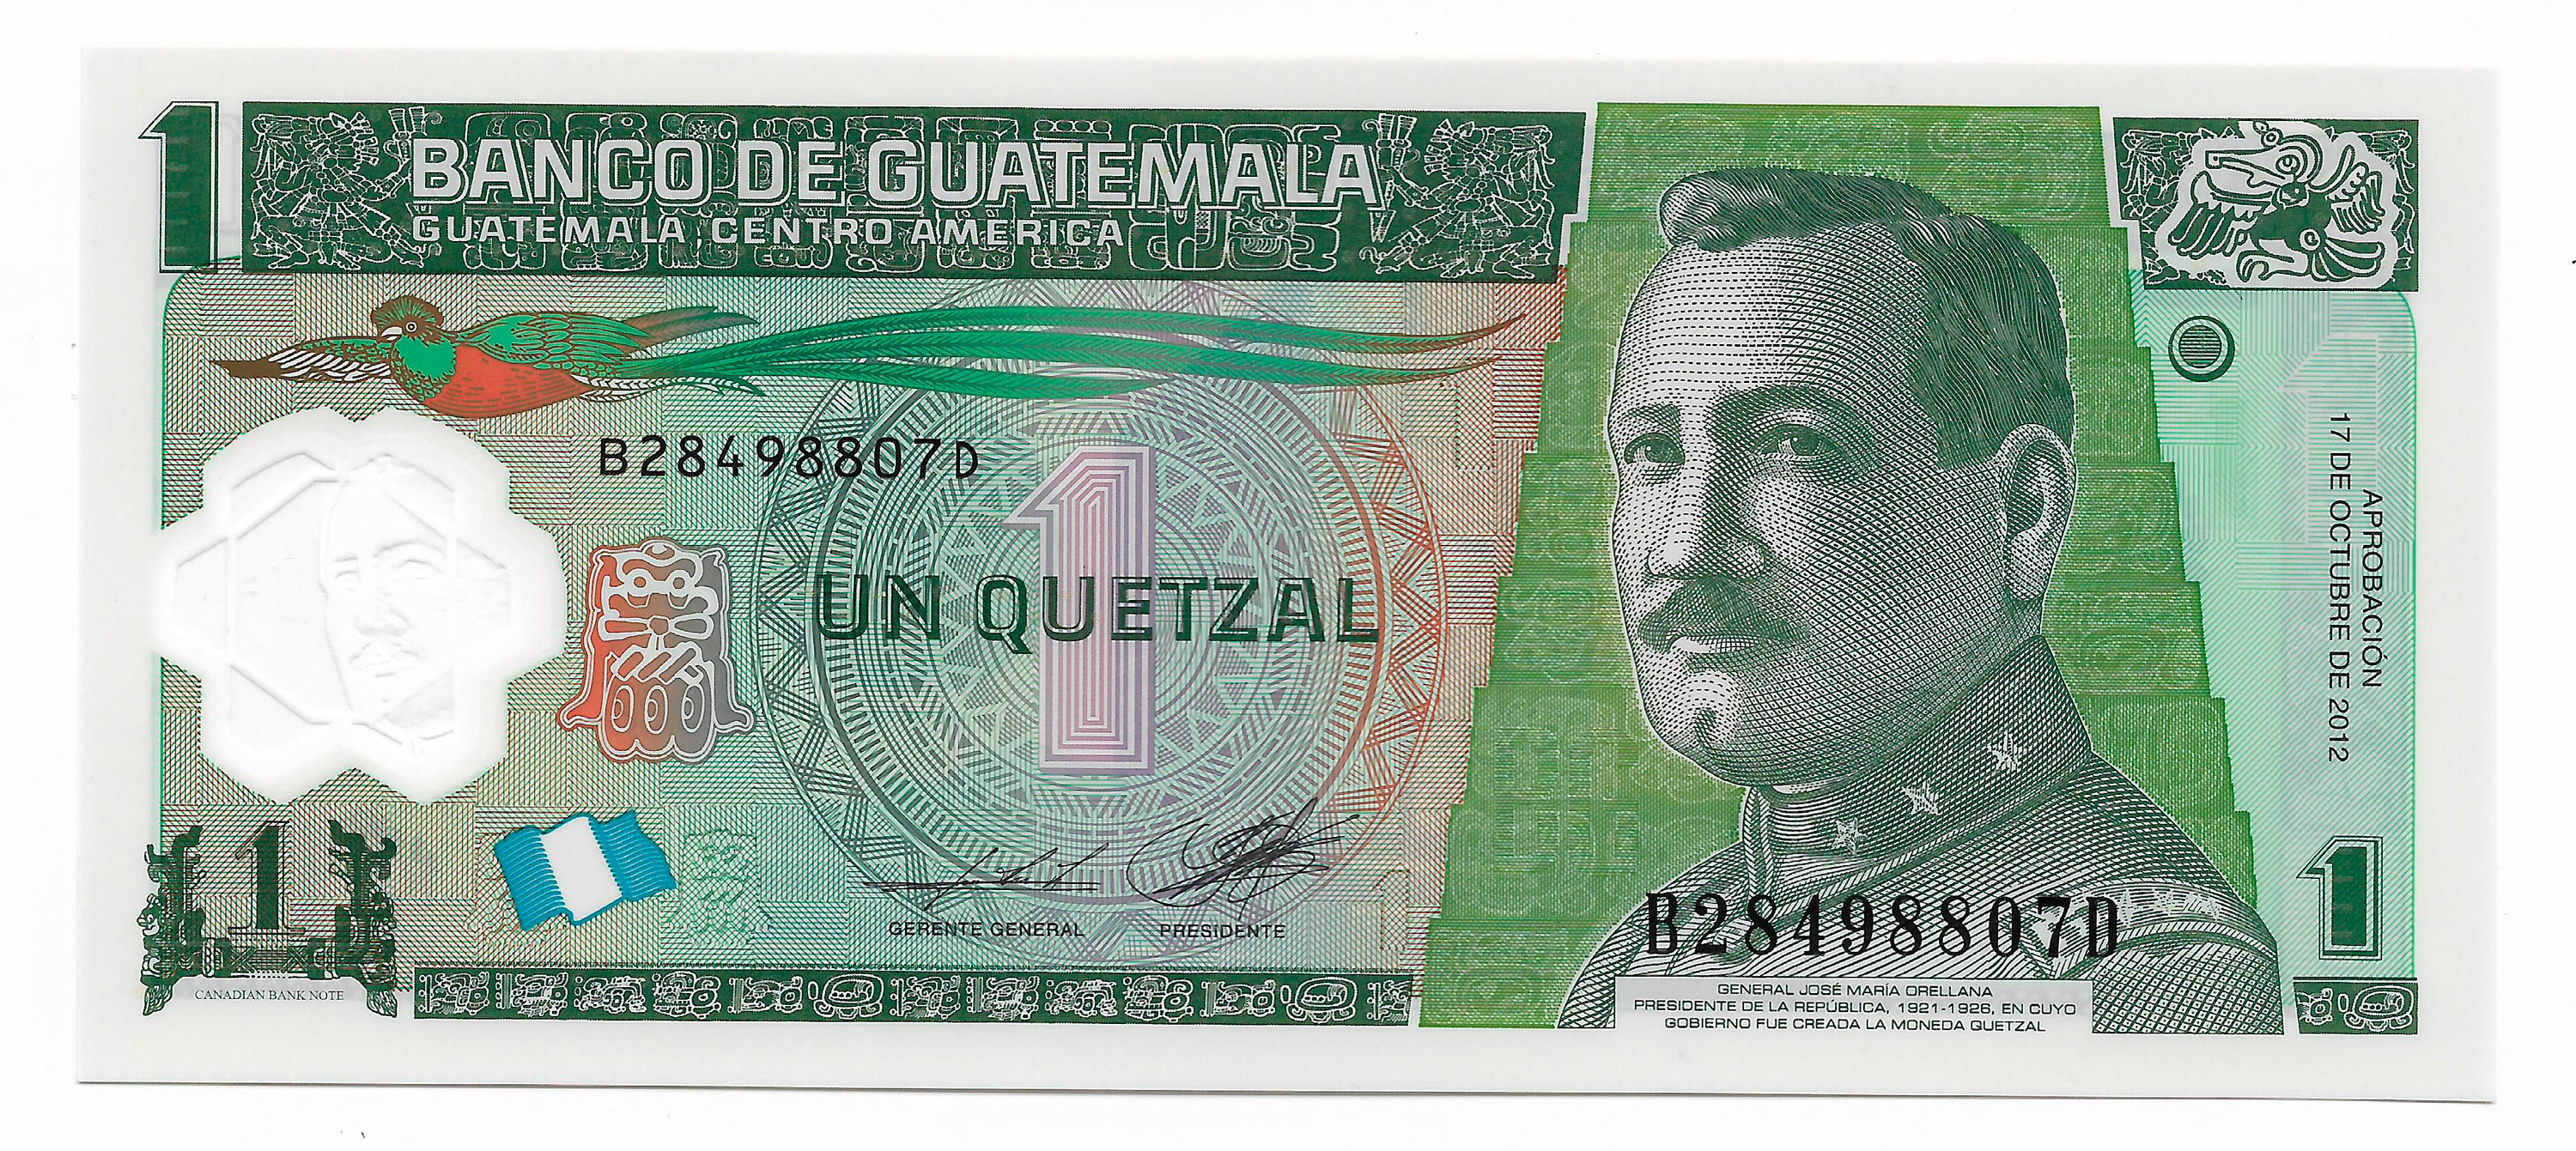 1
BANCO DE GUATEMALA
GUATEMALA, CENTRO AMERICA
B28498807D
1
UN QUETZAL
APROBACIÓN
17 DE OCTUBRE DE 2012
1
GERENTE GENERAL
PRESIDENTE
CANADIAN BANK NOTE
B28498807D
1
GENERAL JOSÉ MARÍA ORELLANA
PRESIDENTE DE LA REPÚBLICA, 1921-1926, EN CUYO
GOBIERNO FUE CREADA LA MONEDA QUETZAL